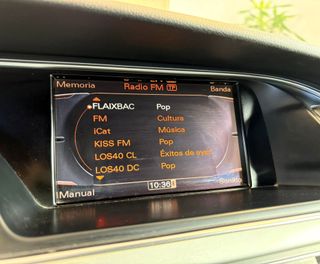 Memoria Radio FM TP Banda
FLAIXBAC Pop
FM Cultura
iCat Música
KISS FM Pop
LOS40 CL Éxitos de
LOS40 DC Pop
Manual 10:36